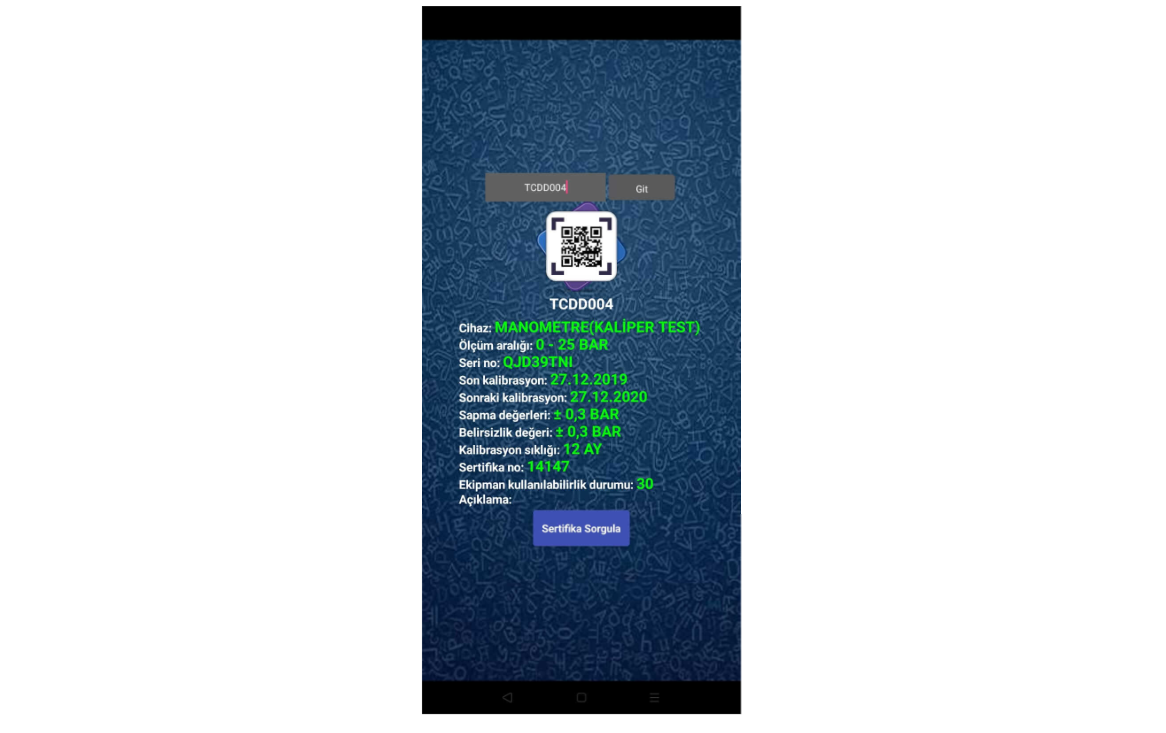 TCDD004
Git
TCDD004
Cihaz: MANOMETRE(KALİPER TEST)
Ölçüm aralığı: 0 - 25 BAR
Seri no: QJD39TNI
Son kalibrasyon: 27.12.2019
Sonraki kalibrasyon: 27.12.2020
Sapma değerleri: ± 0,3 BAR
Belirsizlik değeri: ± 0,3 BAR
Kalibrasyon sıklığı: 12 AY
Sertifika no: 14147
Ekipman kullanılabilirlik durumu: 30
Açıklama:
Sertifika Sorgula